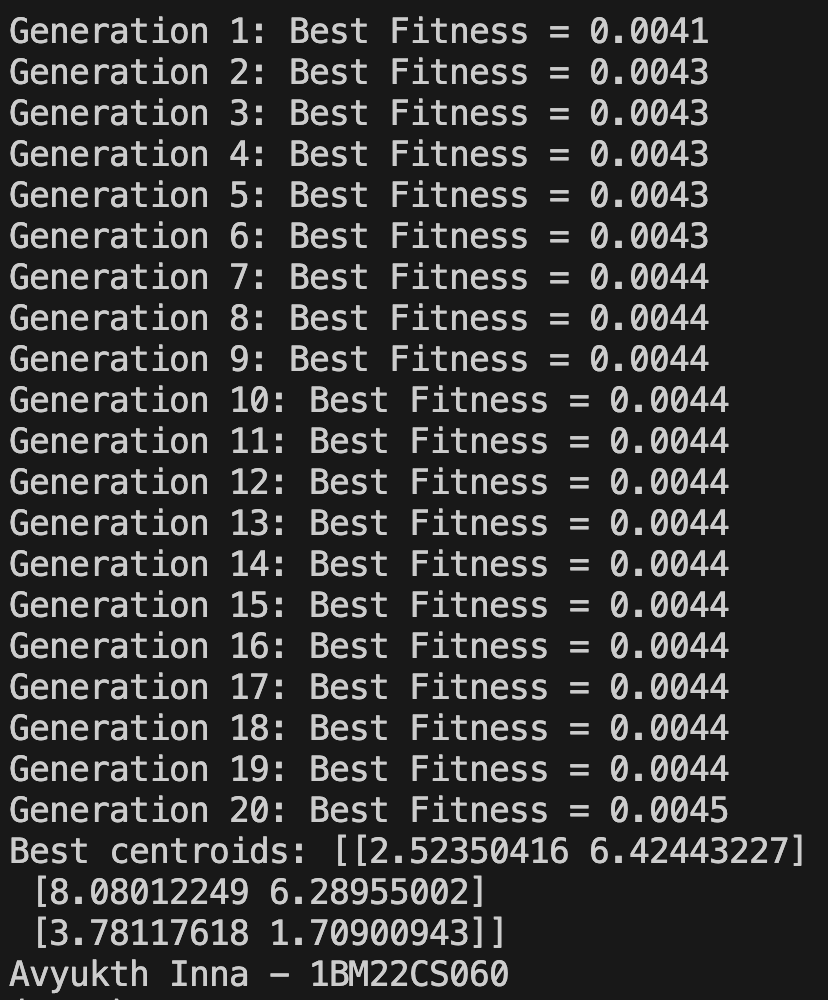 Generation 1: Best Fitness = 0.0041
Generation 2: Best Fitness = 0.0043
Generation 3: Best Fitness = 0.0043
Generation 4: Best Fitness = 0.0043
Generation 5: Best Fitness = 0.0043
Generation 6: Best Fitness = 0.0043
Generation 7: Best Fitness = 0.0044
Generation 8: Best Fitness = 0.0044
Generation 9: Best Fitness = 0.0044
Generation 10: Best Fitness = 0.0044
Generation 11: Best Fitness = 0.0044
Generation 12: Best Fitness = 0.0044
Generation 13: Best Fitness = 0.0044
Generation 14: Best Fitness = 0.0044
Generation 15: Best Fitness = 0.0044
Generation 16: Best Fitness = 0.0044
Generation 17: Best Fitness = 0.0044
Generation 18: Best Fitness = 0.0044
Generation 19: Best Fitness = 0.0044
Generation 20: Best Fitness = 0.0045
Best centroids: [[2.52350416 6.42443227]
 [8.08012249 6.28955002]
 [3.78117618 1.70900943]]
Avyukth Inna – 1BM22CS060